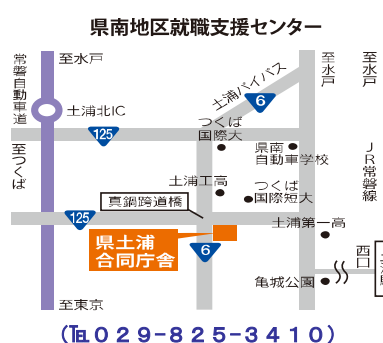 県南地区就職支援センター
常磐自動車道
至水戸
土浦バイパス
至水戸
至水戸
6
土浦北IC
125
つくば
国際大
県南
自動車学校
至つくば
JR常磐線
土浦工高
つくば
国際短大
真鍋跨道橋
125
土浦第一高
県土浦
合同庁舎
6
西口
亀城公園
至東京
(℡029-825-3410)